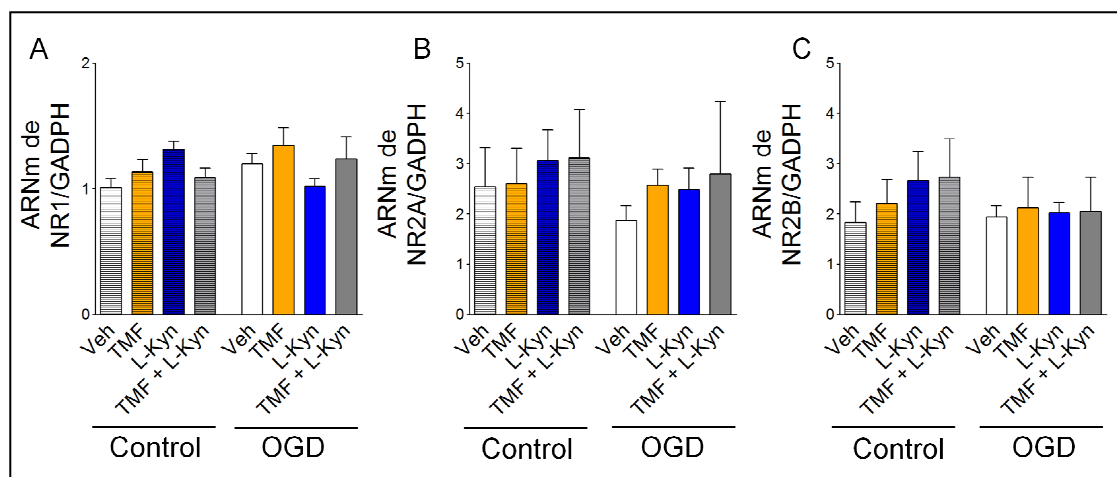 A
ARNm de
NR1/GADPH
2
1
0
Veh
TMF
L-Kyn
TMF + L-Kyn
Veh
TMF
L-Kyn
TMF + L-Kyn
Control
OGD
B
ARNm de
NR2A/GADPH
5
4
3
2
1
0
Veh
TMF
L-Kyn
TMF + L-Kyn
Veh
TMF
L-Kyn
TMF + L-Kyn
Control
OGD
C
ARNm de
NR2B/GADPH
5
4
3
2
1
0
Veh
TMF
L-Kyn
TMF + L-Kyn
Veh
TMF
L-Kyn
TMF + L-Kyn
Control
OGD